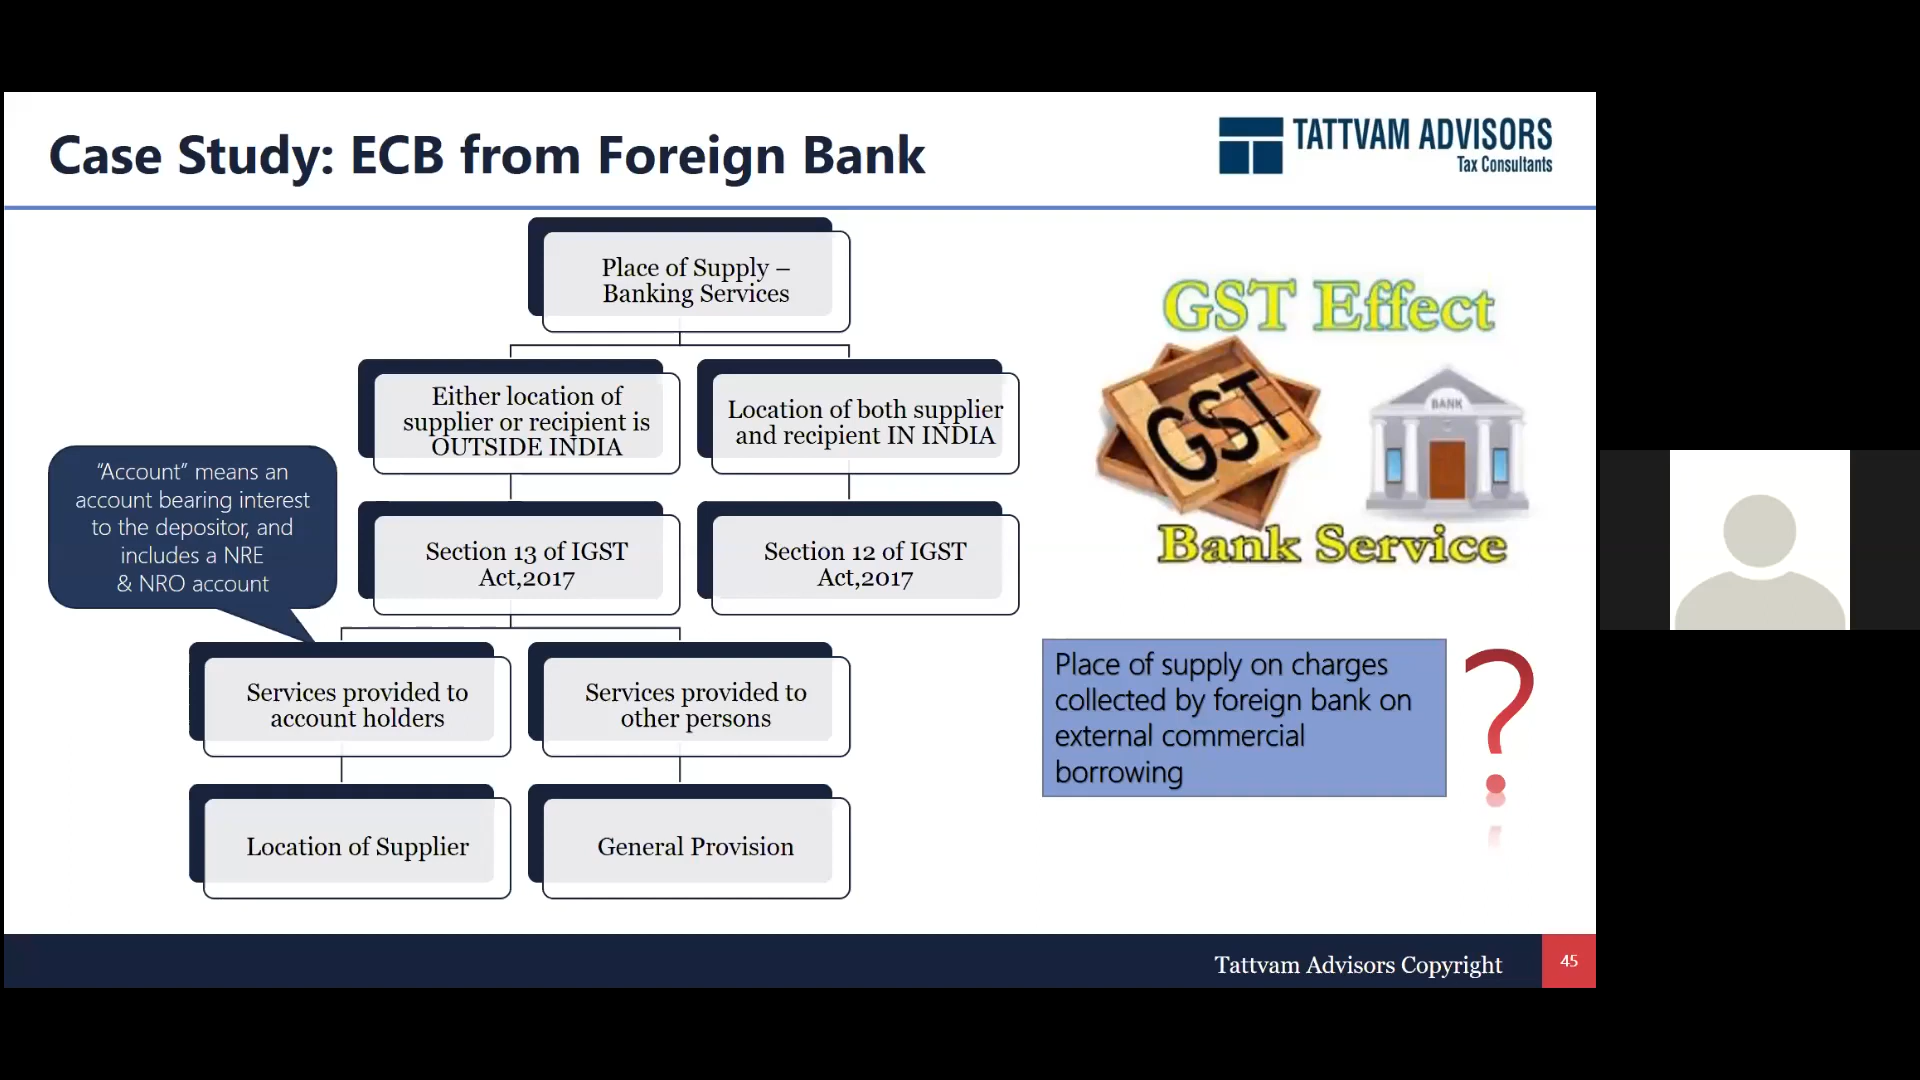 Case Study: ECB from Foreign Bank
TATTVAM ADVISORS
Tax Consultants
Place of Supply –
Banking Services
Either location of
supplier or recipient is
OUTSIDE INDIA
Location of both supplier
and recipient IN INDIA
“Account” means an
account bearing interest
to the depositor, and
includes a NRE
& NRO account
Section 13 of IGST
Act,2017
Section 12 of IGST
Act,2017
Services provided to
account holders
Services provided to
other persons
Location of Supplier
General Provision
GST Effect
GST
BANK
Bank Service
Place of supply on charges
collected by foreign bank on
external commercial
borrowing
?
Tattvam Advisors Copyright
45